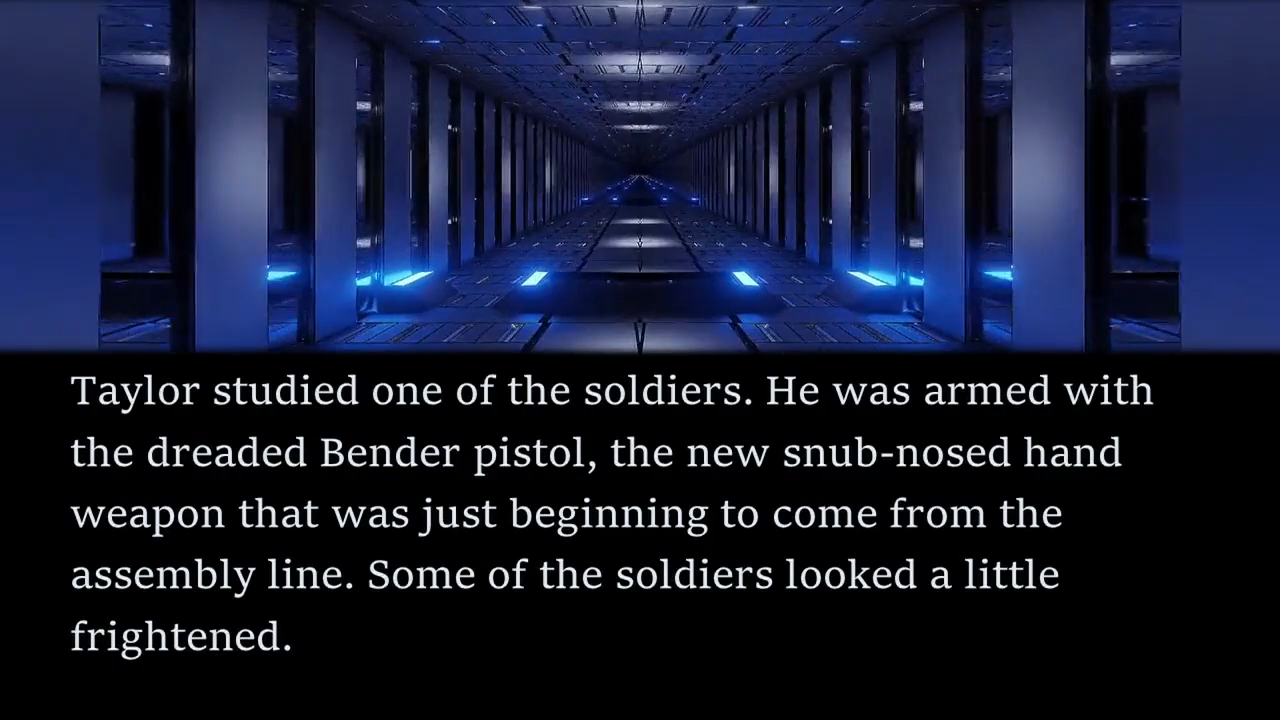 Taylor studied one of the soldiers. He was armed with
the dreaded Bender pistol, the new snub-nosed hand
weapon that was just beginning to come from the
assembly line. Some of the soldiers looked a little
frightened.